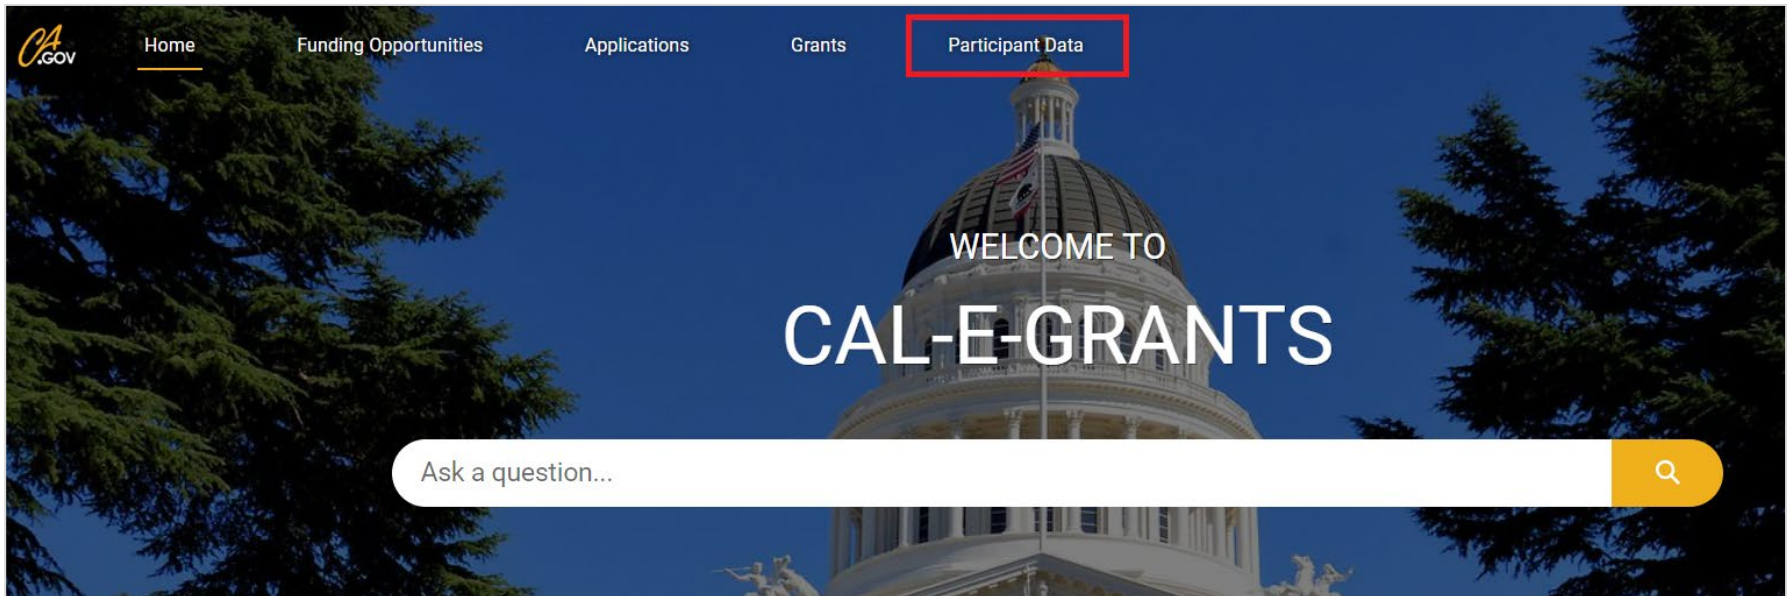 CA.GOV
Home
Funding Opportunities
Applications
Grants
Participant Data
WELCOME TO
CAL-E-GRANTS
Ask a question...